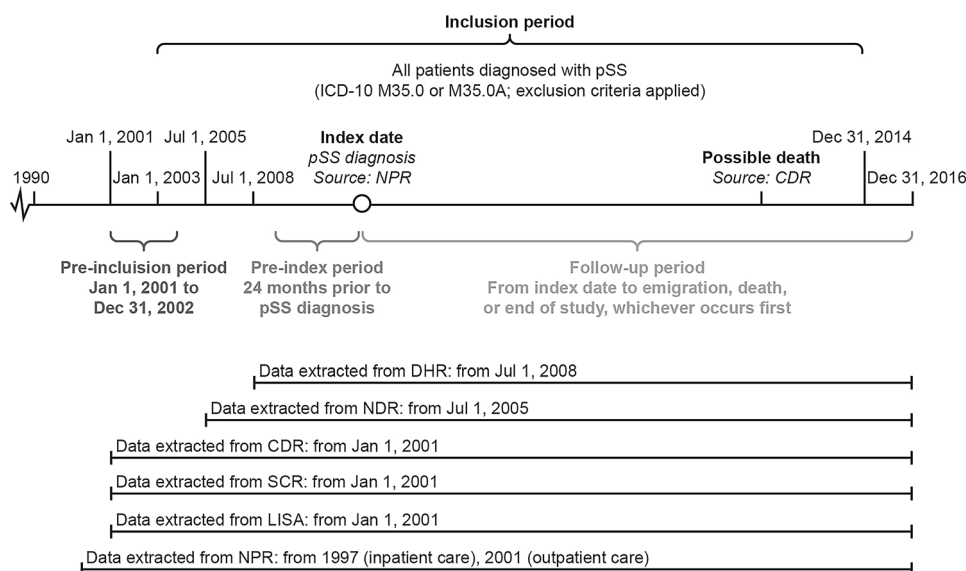 Inclusion period
All patients diagnosed with pSS
(ICD-10 M35.0 or M35.0A; exclusion criteria applied)
Jan 1, 2001
Jul 1, 2005
Index date
pSS diagnosis
Source: NPR
Dec 31, 2014
Possible death
Source: CDR
1990
Jan 1, 2003
Jul 1, 2008
Dec 31, 2016
Pre-incluision period
Jan 1, 2001 to
Dec 31, 2002
Pre-index period
24 months prior to
pSS diagnosis
Follow-up period
From index date to emigration, death,
or end of study, whichever occurs first
Data extracted from DHR: from Jul 1, 2008
Data extracted from NDR: from Jul 1, 2005
Data extracted from CDR: from Jan 1, 2001
Data extracted from SCR: from Jan 1, 2001
Data extracted from LISA: from Jan 1, 2001
Data extracted from NPR: from 1997 (inpatient care), 2001 (outpatient care)